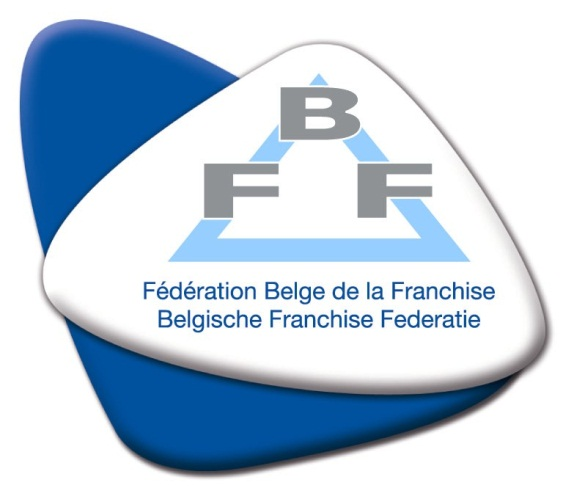 B
F F
Fédération Belge de la Franchise
Belgische Franchise Federatie